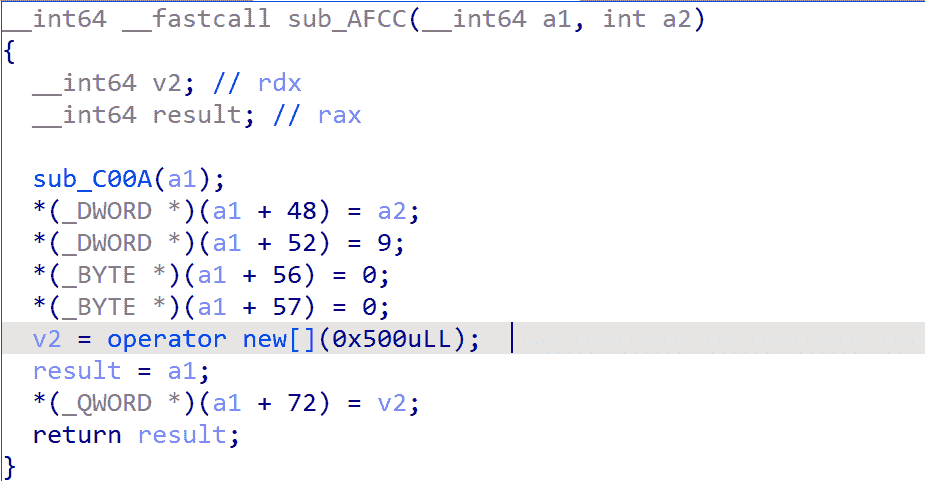 __int64 __fastcall sub_AFCC(__int64 a1, int a2)
{
  __int64 v2; // rdx
  __int64 result; // rax

  sub_C00A(a1);
  *(_DWORD *)(a1 + 48) = a2;
  *(_DWORD *)(a1 + 52) = 9;
  *(_BYTE *)(a1 + 56) = 0;
  *(_BYTE *)(a1 + 57) = 0;
  v2 = operator new[](0x500uLL);
  result = a1;
  *(_QWORD *)(a1 + 72) = v2;
  return result;
}